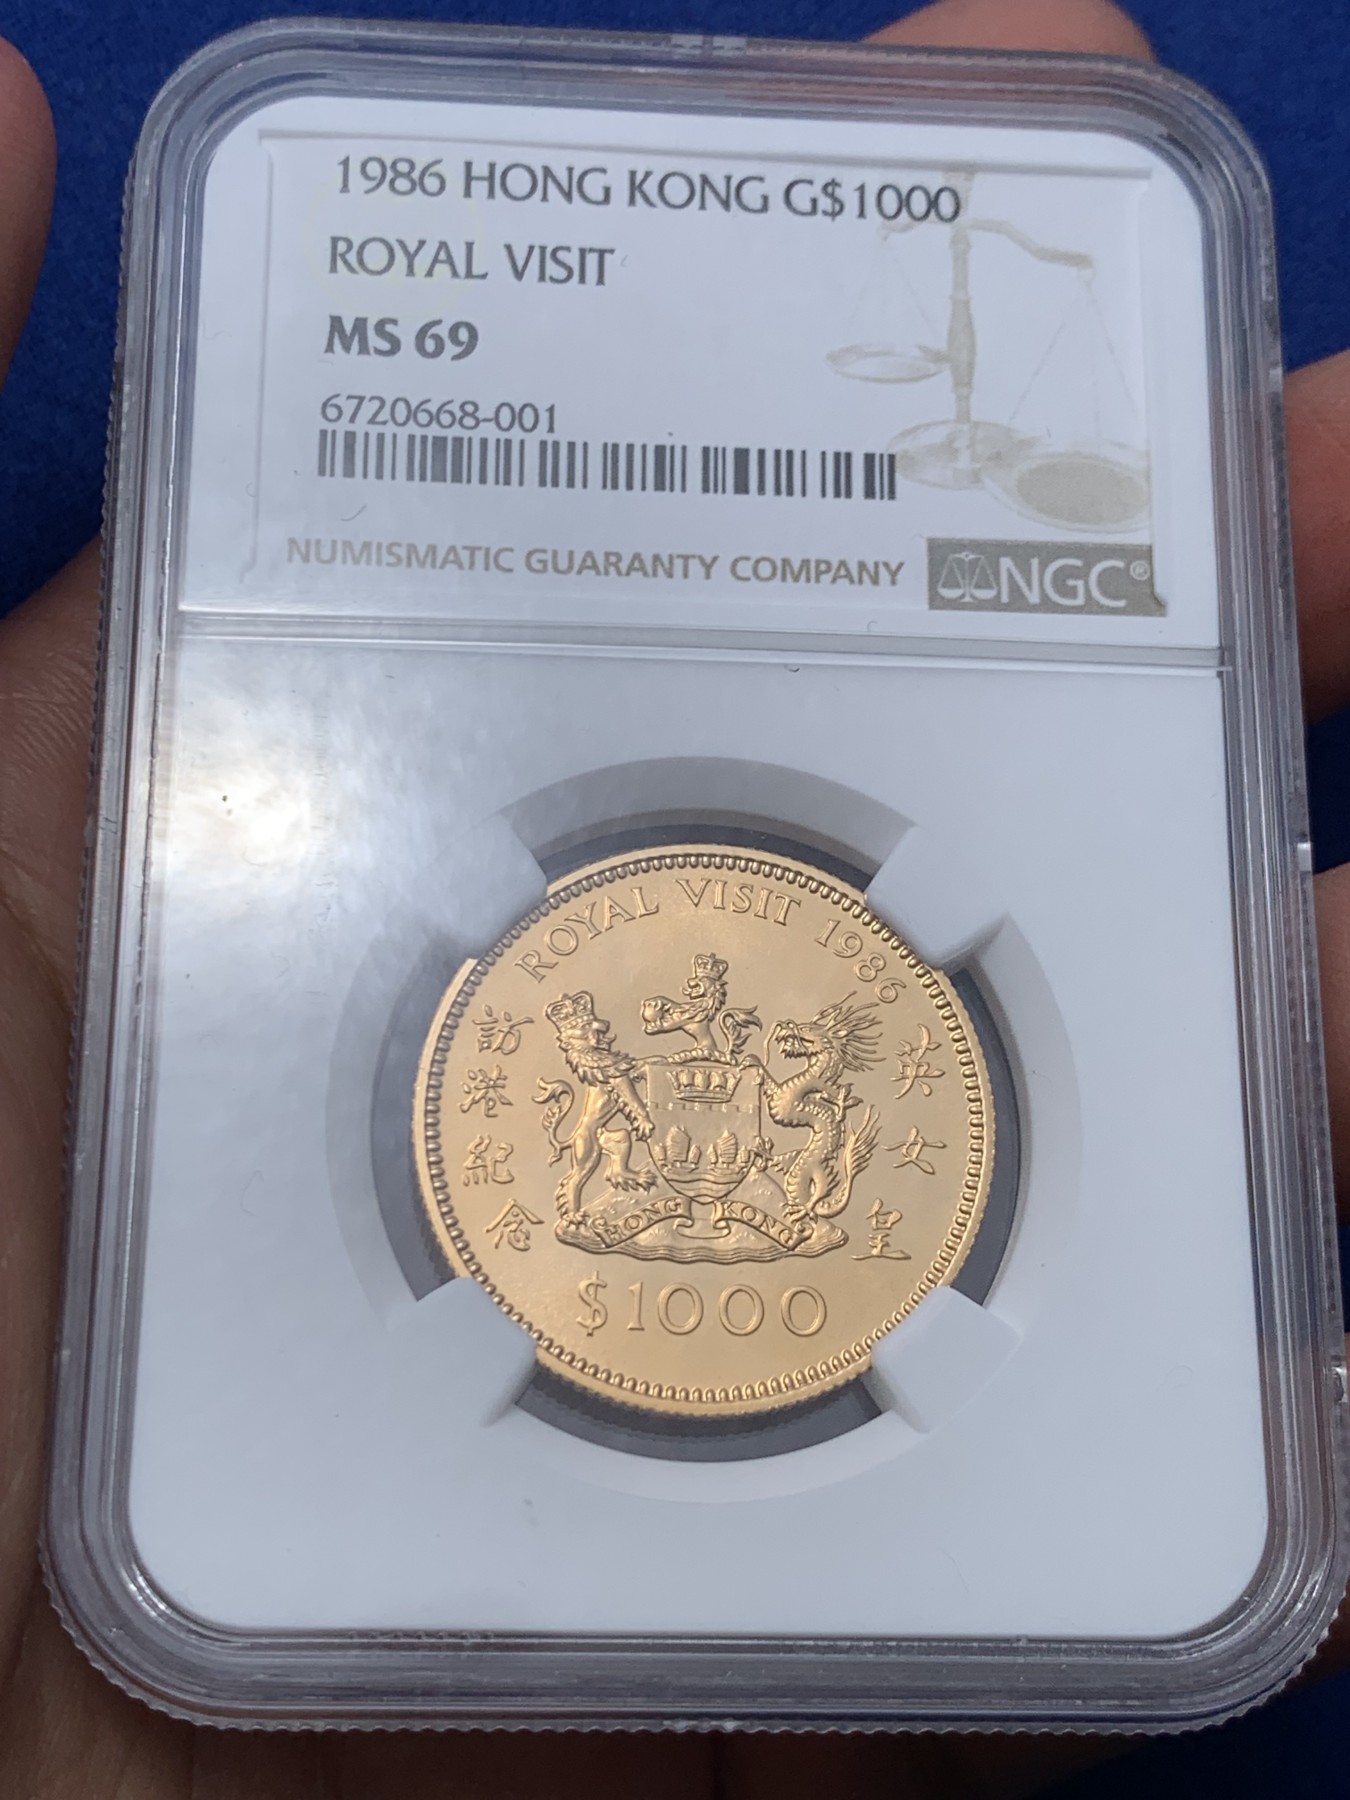 1986 HONG KONG G$1000
ROYAL VISIT
MS 69
6720668-001
NUMISMATIC GUARANTY COMPANY
NGC®
ROYAL VISIT 1986
英女皇
訪港紀念
HONG KONG
$1000